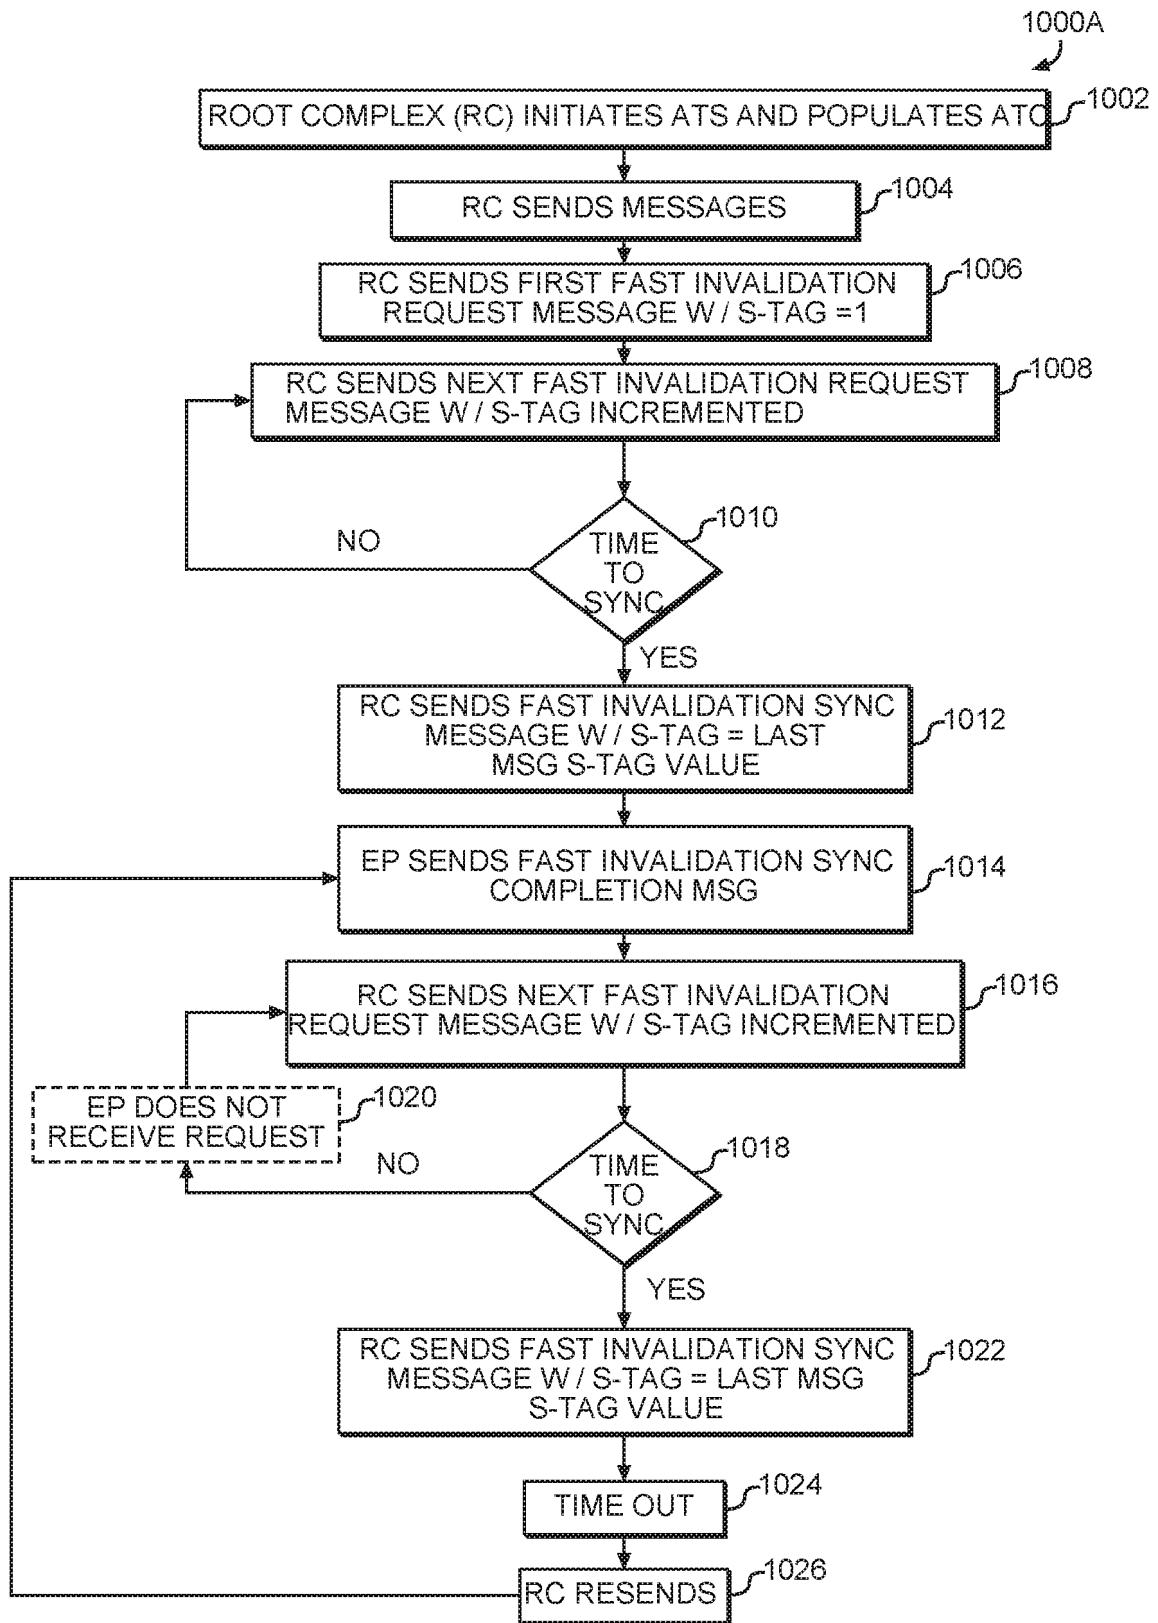 1000A
ROOT COMPLEX (RC) INITIATES ATS AND POPULATES ATC
1002
RC SENDS MESSAGES
1004
RC SENDS FIRST FAST INVALIDATION
REQUEST MESSAGE W / S-TAG =1
1006
RC SENDS NEXT FAST INVALIDATION REQUEST
MESSAGE W / S-TAG INCREMENTED
1008
TIME
TO
SYNC
1010
NO
YES
RC SENDS FAST INVALIDATION SYNC
MESSAGE W / S-TAG = LAST
MSG S-TAG VALUE
1012
EP SENDS FAST INVALIDATION SYNC
COMPLETION MSG
1014
RC SENDS NEXT FAST INVALIDATION
REQUEST MESSAGE W / S-TAG INCREMENTED
1016
EP DOES NOT
RECEIVE REQUEST
1020
TIME
TO
SYNC
1018
NO
YES
RC SENDS FAST INVALIDATION SYNC
MESSAGE W / S-TAG = LAST MSG
S-TAG VALUE
1022
TIME OUT
1024
RC RESENDS
1026